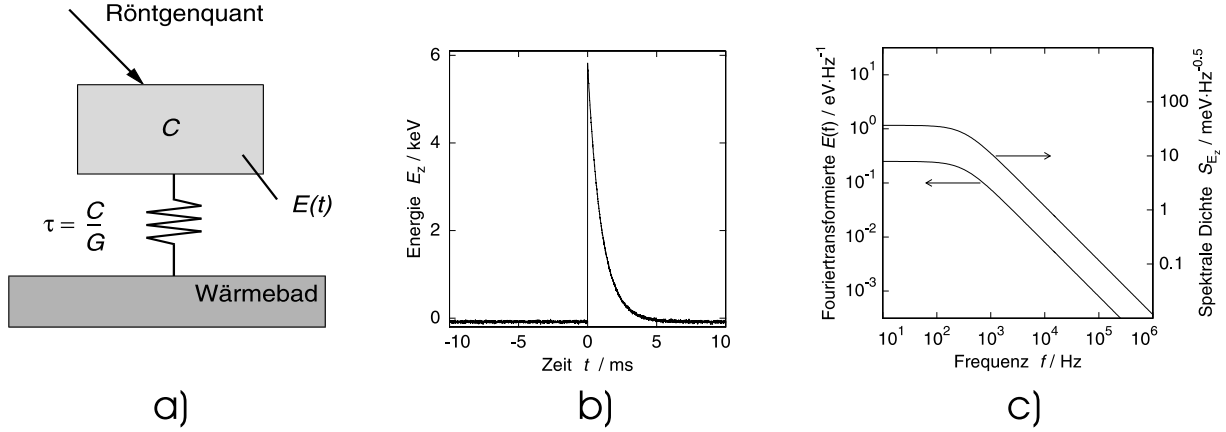 Röntgenquant
C
E(t)
τ = C/G
Wärmebad
a)
Energie E_z / keV
6
4
2
0
-10 -5 0 5 10
Zeit t / ms
b)
Fouriertransformierte E(f) / eV·Hz^-1
10^1
10^0
10^-1
10^-2
10^-3
10^1 10^2 10^3 10^4 10^5 10^6
Frequenz f / Hz
100
10
1
0.1
Spektrale Dichte S_E_z / meV·Hz^-0.5
c)